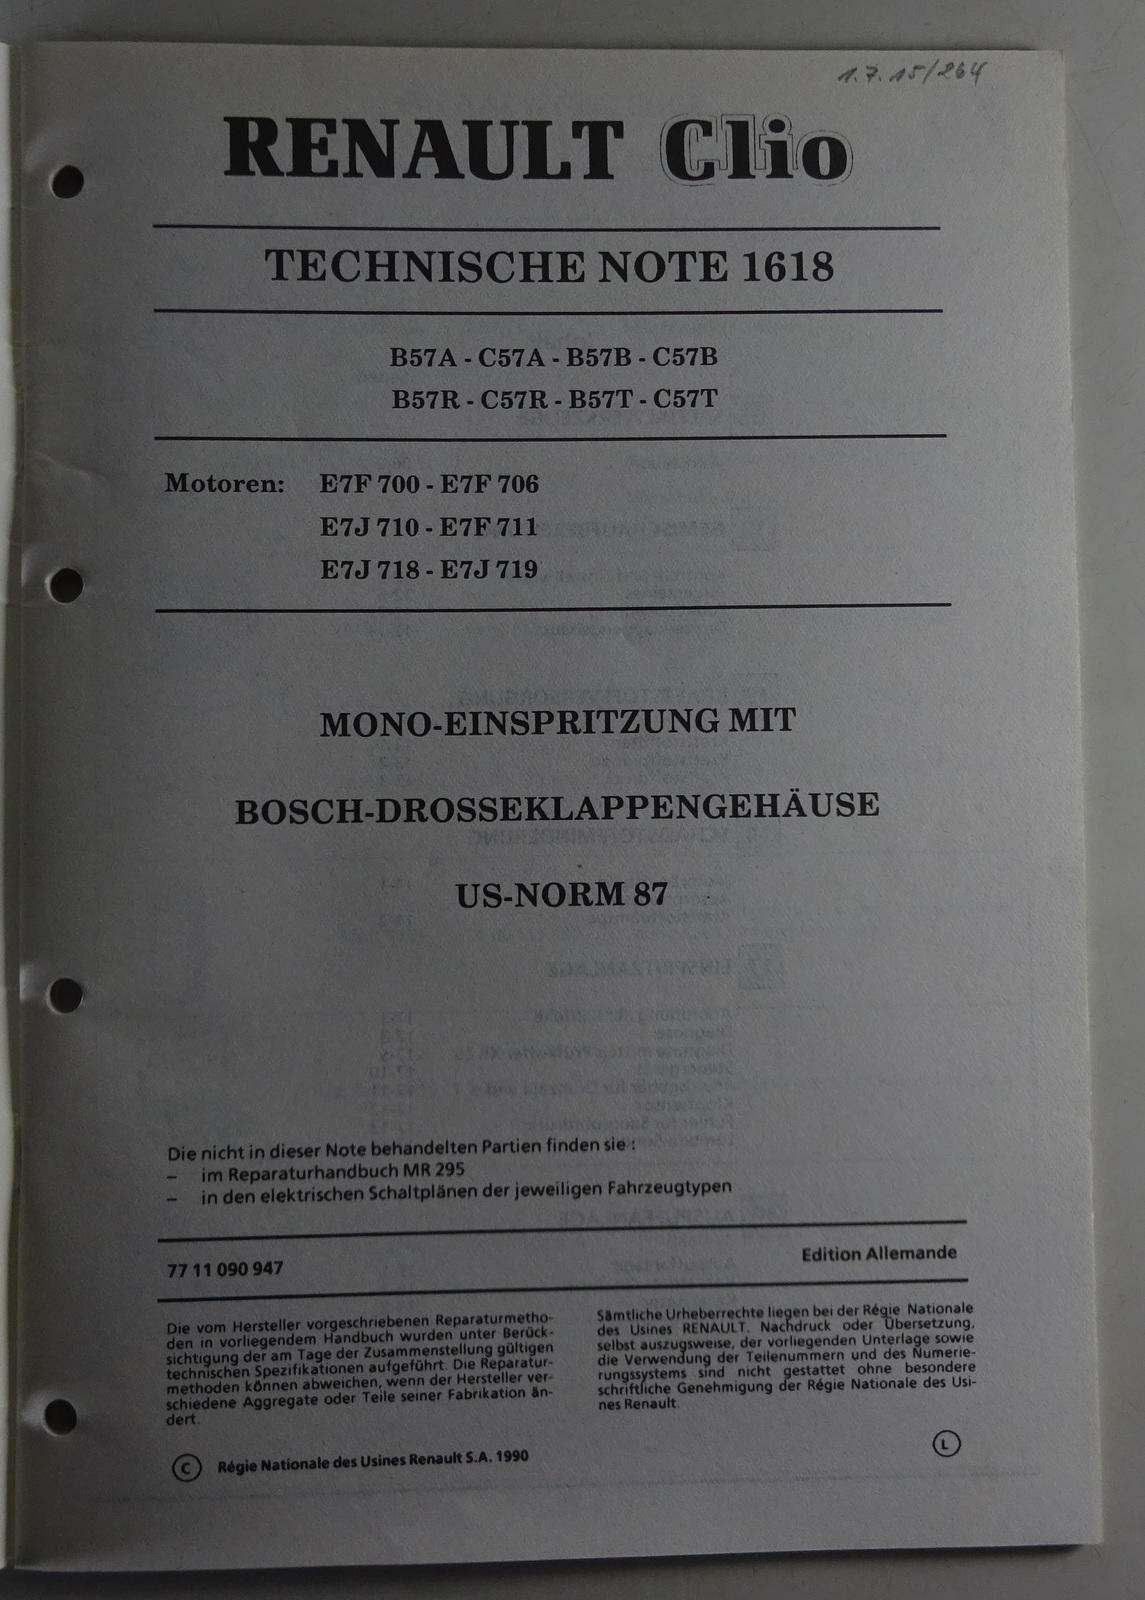 1.7.15/264
RENAULT Clio
TECHNISCHE NOTE 1618
B57A - C57A - B57B - C57B
B57R - C57R - B57T - C57T
Motoren: E7F 700 - E7F 706
E7J 710 - E7F 711
E7J 718 - E7J 719
MONO-EINSPRITZUNG MIT
BOSCH-DROSSEKLAPPENGEHÄUSE
US-NORM 87
Die nicht in dieser Note behandelten Partien finden sie :
– im Reparaturhandbuch MR 295
– in den elektrischen Schaltplänen der jeweiligen Fahrzeugtypen
77 11 090 947
Edition Allemande
Die vom Hersteller vorgeschriebenen Reparaturmetho-
den in vorliegendem Handbuch wurden unter Berück-
sichtigung der am Tage der Zusammenstellung gültigen
technischen Spezifikationen aufgeführt. Die Reparatur-
methoden können abweichen, wenn der Hersteller ver-
schiedene Aggregate oder Teile seiner Fabrikation än-
dert.
Sämtliche Urheberrechte liegen bei der Régie Nationale
des Usines RENAULT. Nachdruck oder Übersetzung,
selbst auszugsweise, der vorliegenden Unterlage sowie
die Verwendung der Teilenummern und des Numerie-
rungssystems sind nicht gestattet ohne besondere
schriftliche Genehmigung der Régie Nationale des Usi-
nes Renault.
© Régie Nationale des Usines Renault S.A. 1990
L